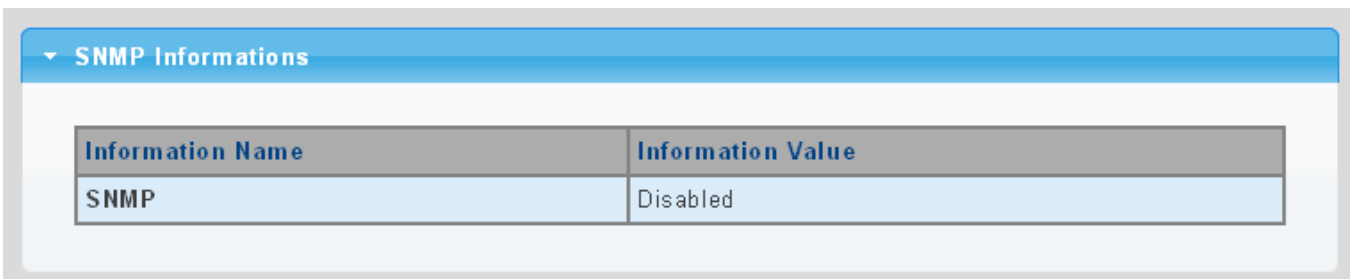 SNMP Informations
Information Name Information Value
SNMP Disabled